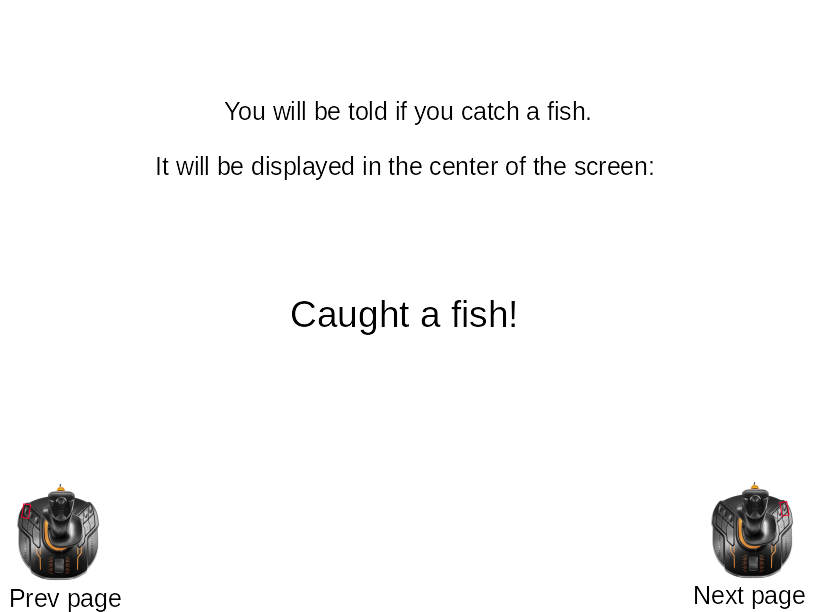 You will be told if you catch a fish.
It will be displayed in the center of the screen:
Caught a fish!
Prev page
Next page